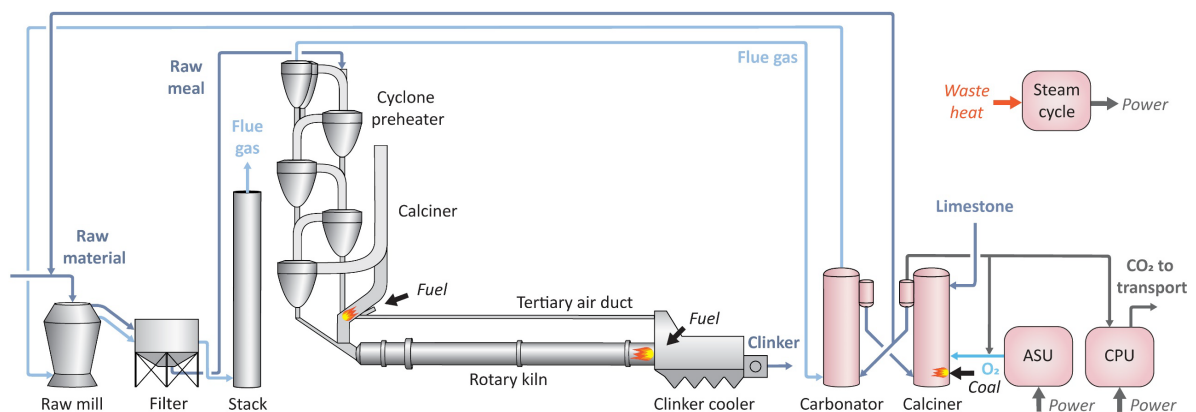 Flue gas
Raw
meal
Cyclone
preheater
Waste
heat
Steam
cycle
Power
Flue
gas
Calciner
Limestone
Raw
material
CO₂ to
transport
Fuel
Tertiary air duct
Fuel
Clinker
ASU
CPU
O₂
Coal
Rotary kiln
Raw mill
Filter
Stack
Clinker cooler
Carbonator
Calciner
Power
Power